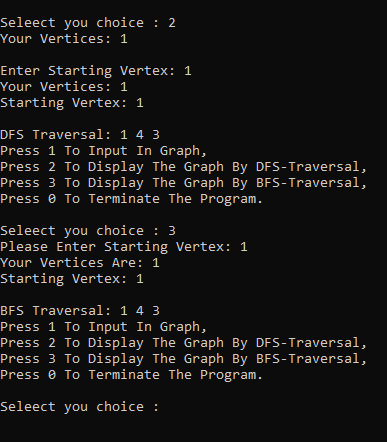 Seleect you choice : 2
Your Vertices: 1
Enter Starting Vertex: 1
Your Vertices: 1
Starting Vertex: 1
DFS Traversal: 1 4 3
Press 1 To Input In Graph,
Press 2 To Display The Graph By DFS-Traversal,
Press 3 To Display The Graph By BFS-Traversal,
Press 0 To Terminate The Program.
Seleect you choice : 3
Please Enter Starting Vertex: 1
Your Vertices Are: 1
Starting Vertex: 1
BFS Traversal: 1 4 3
Press 1 To Input In Graph,
Press 2 To Display The Graph By DFS-Traversal,
Press 3 To Display The Graph By BFS-Traversal,
Press 0 To Terminate The Program.
Seleect you choice :